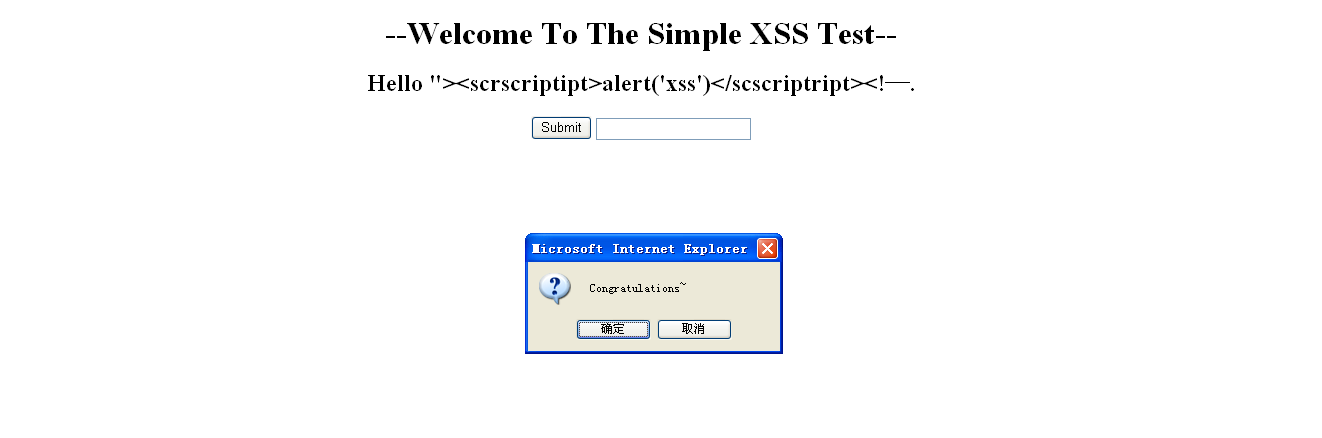 --Welcome To The Simple XSS Test--
Hello "><scrscriptipt>alert('xss')</scscriptript><!—.
Submit
Microsoft Internet Explorer
Congratulations~
确定 取消